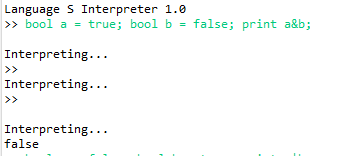 Language S Interpreter 1.0
>> bool a = true; bool b = false; print a&b;
Interpreting...
>>
Interpreting...
>>
Interpreting...
false